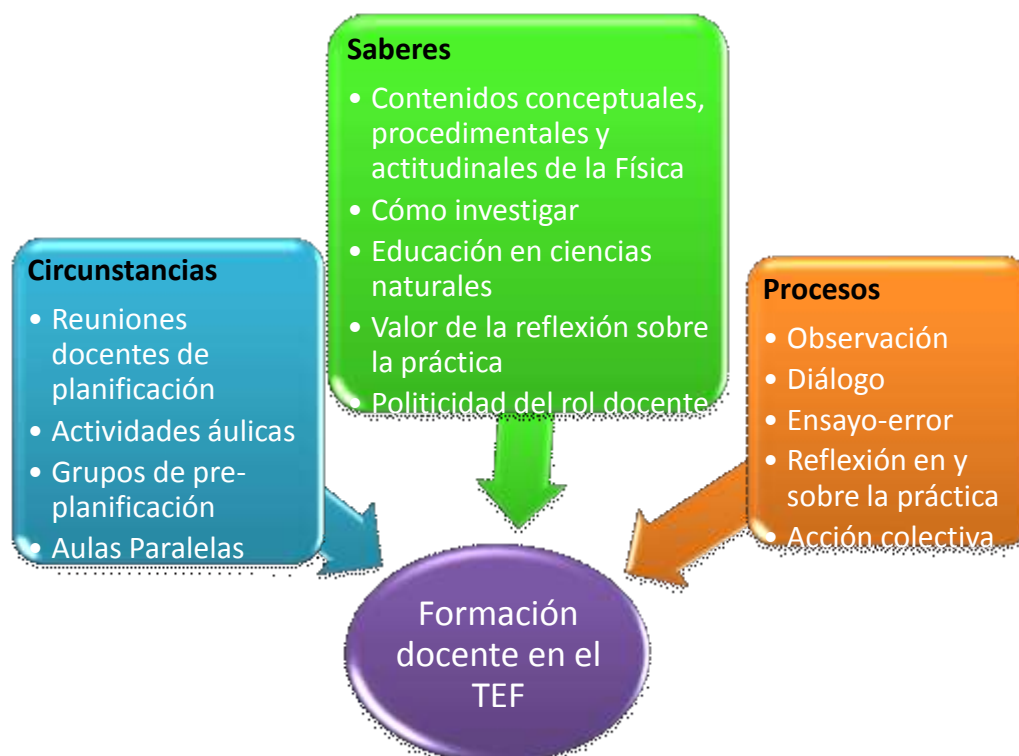 Saberes
• Contenidos conceptuales,
procedimentales y
actitudinales de la Física
• Cómo investigar
• Educación en ciencias
naturales
• Valor de la reflexión sobre
la práctica
• Politicidad del rol docente
Circunstancias
• Reuniones
docentes de
planificación
• Actividades áulicas
• Grupos de pre-
planificación
• Aulas Paralelas
Procesos
• Observación
• Diálogo
• Ensayo-error
• Reflexión en y
sobre la práctica
• Acción colectiva
Formación
docente en el
TEF